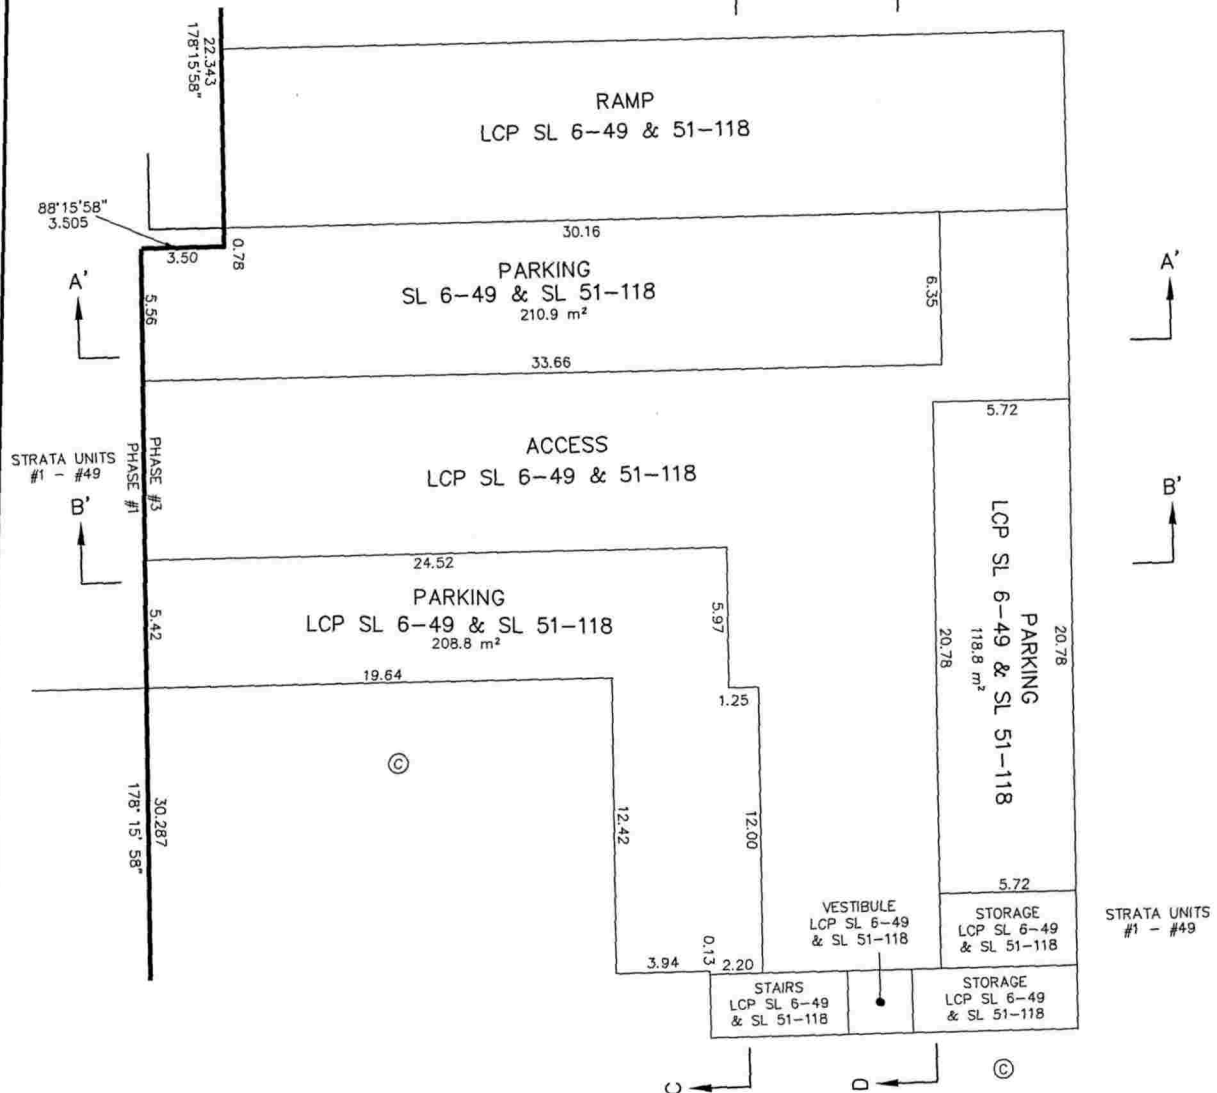 22.343
178°15'58"
RAMP
LCP SL 6-49 & 51-118
88°15'58"
3.505
3.50
0.78
30.16
A'
5.56
PARKING
SL 6-49 & SL 51-118
210.9 m²
6.35
A'
33.66
5.72
STRATA UNITS
#1 - #49
PHASE #3
PHASE #1
ACCESS
LCP SL 6-49 & 51-118
B'
B'
24.52
5.42
PARKING
LCP SL 6-49 & SL 51-118
208.8 m²
5.97
20.78
PARKING
LCP SL 6-49 & SL 51-118
118.8 m²
20.78
19.64
1.25
©
30.287
178° 15' 58"
12.42
12.00
5.72
VESTIBULE
LCP SL 6-49
& SL 51-118
STORAGE
LCP SL 6-49
& SL 51-118
STRATA UNITS
#1 - #49
3.94
0.13
2.20
STAIRS
LCP SL 6-49
& SL 51-118
STORAGE
LCP SL 6-49
& SL 51-118
C
D
©